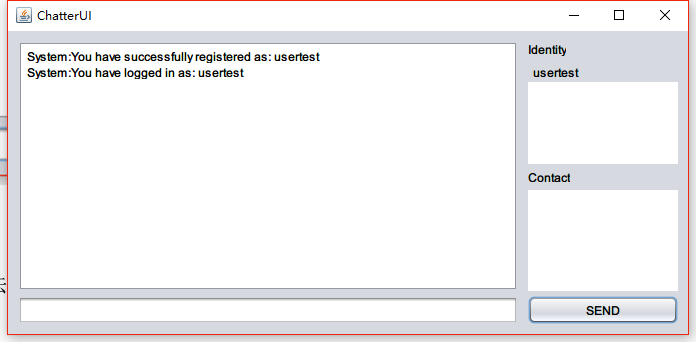 ChatterUI
System:You have successfully registered as: usertest
System:You have logged in as: usertest
Identity
usertest
Contact
SEND